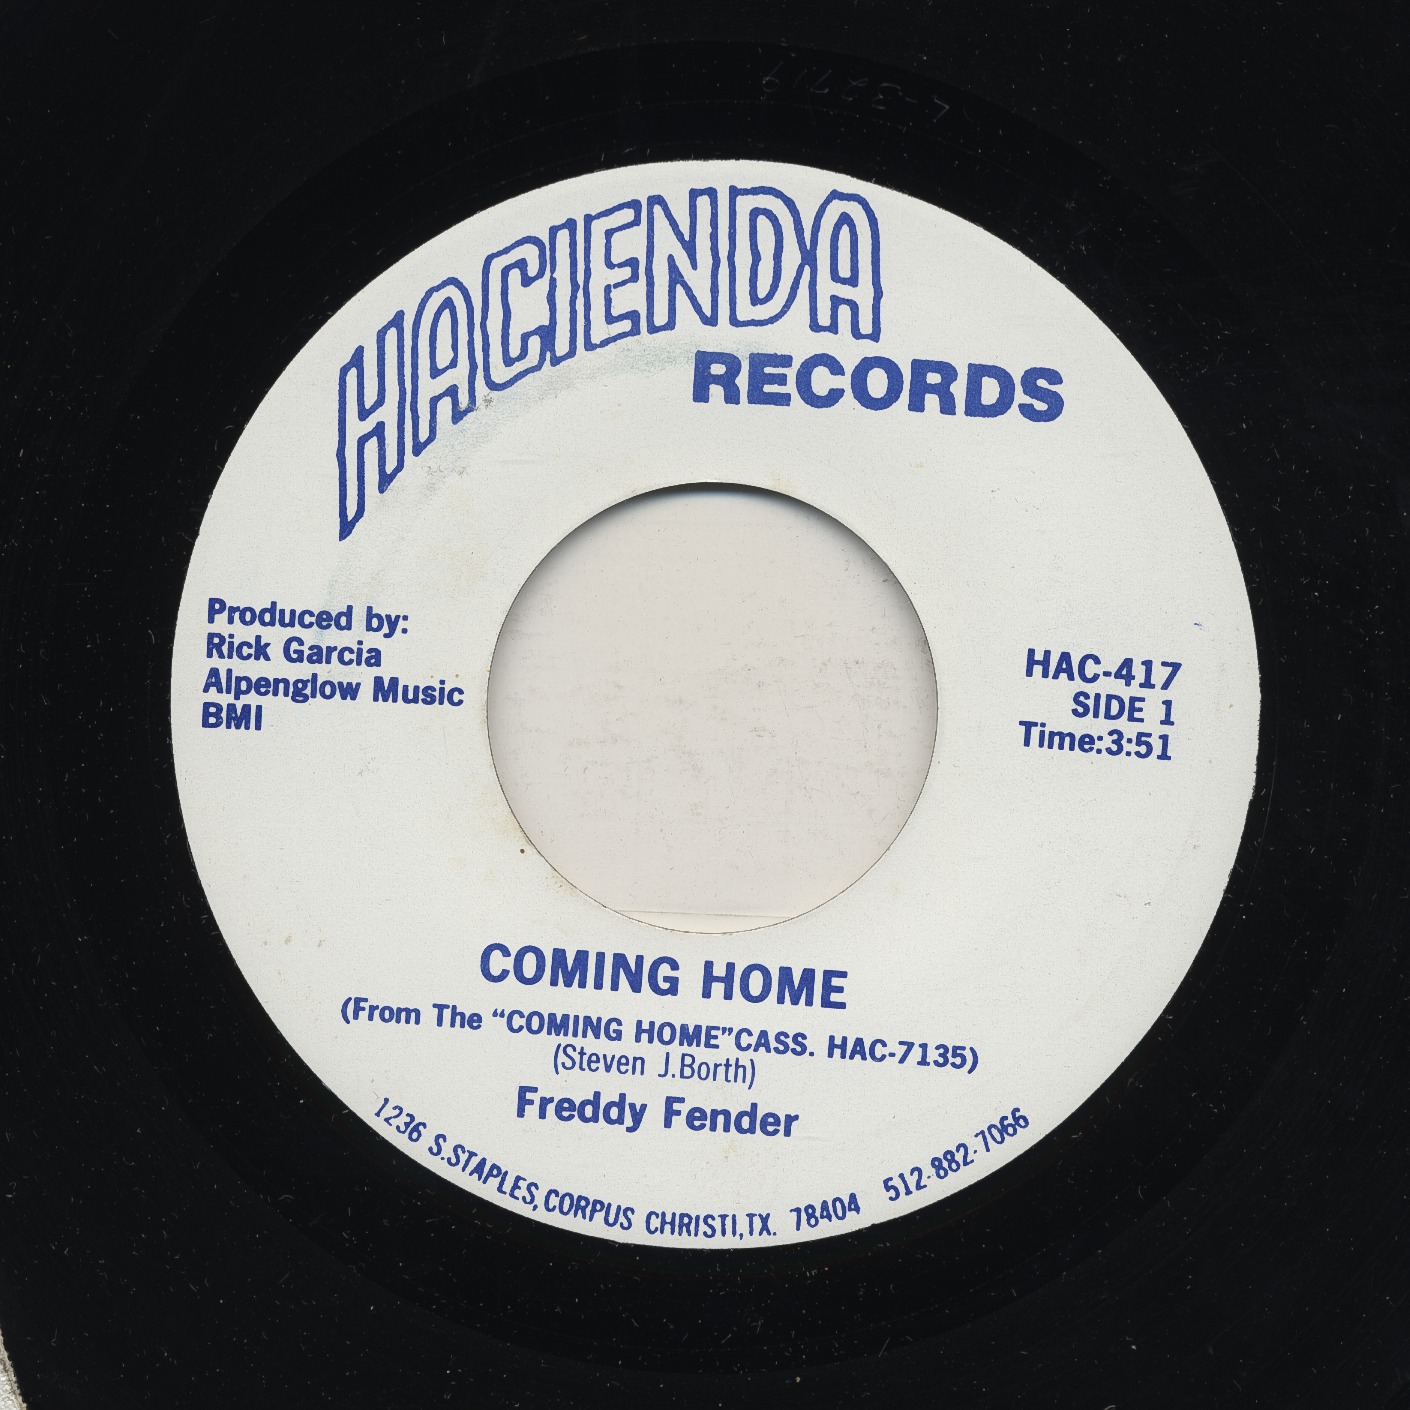 HACIENDA
RECORDS
Produced by:
Rick Garcia
Alpenglow Music
BMI
HAC-417
SIDE 1
Time:3:51
COMING HOME
(From The “COMING HOME”CASS. HAC-7135)
(Steven J.Borth)
Freddy Fender
1236 S.STAPLES, CORPUS CHRISTI,TX. 78404 512-882-7066